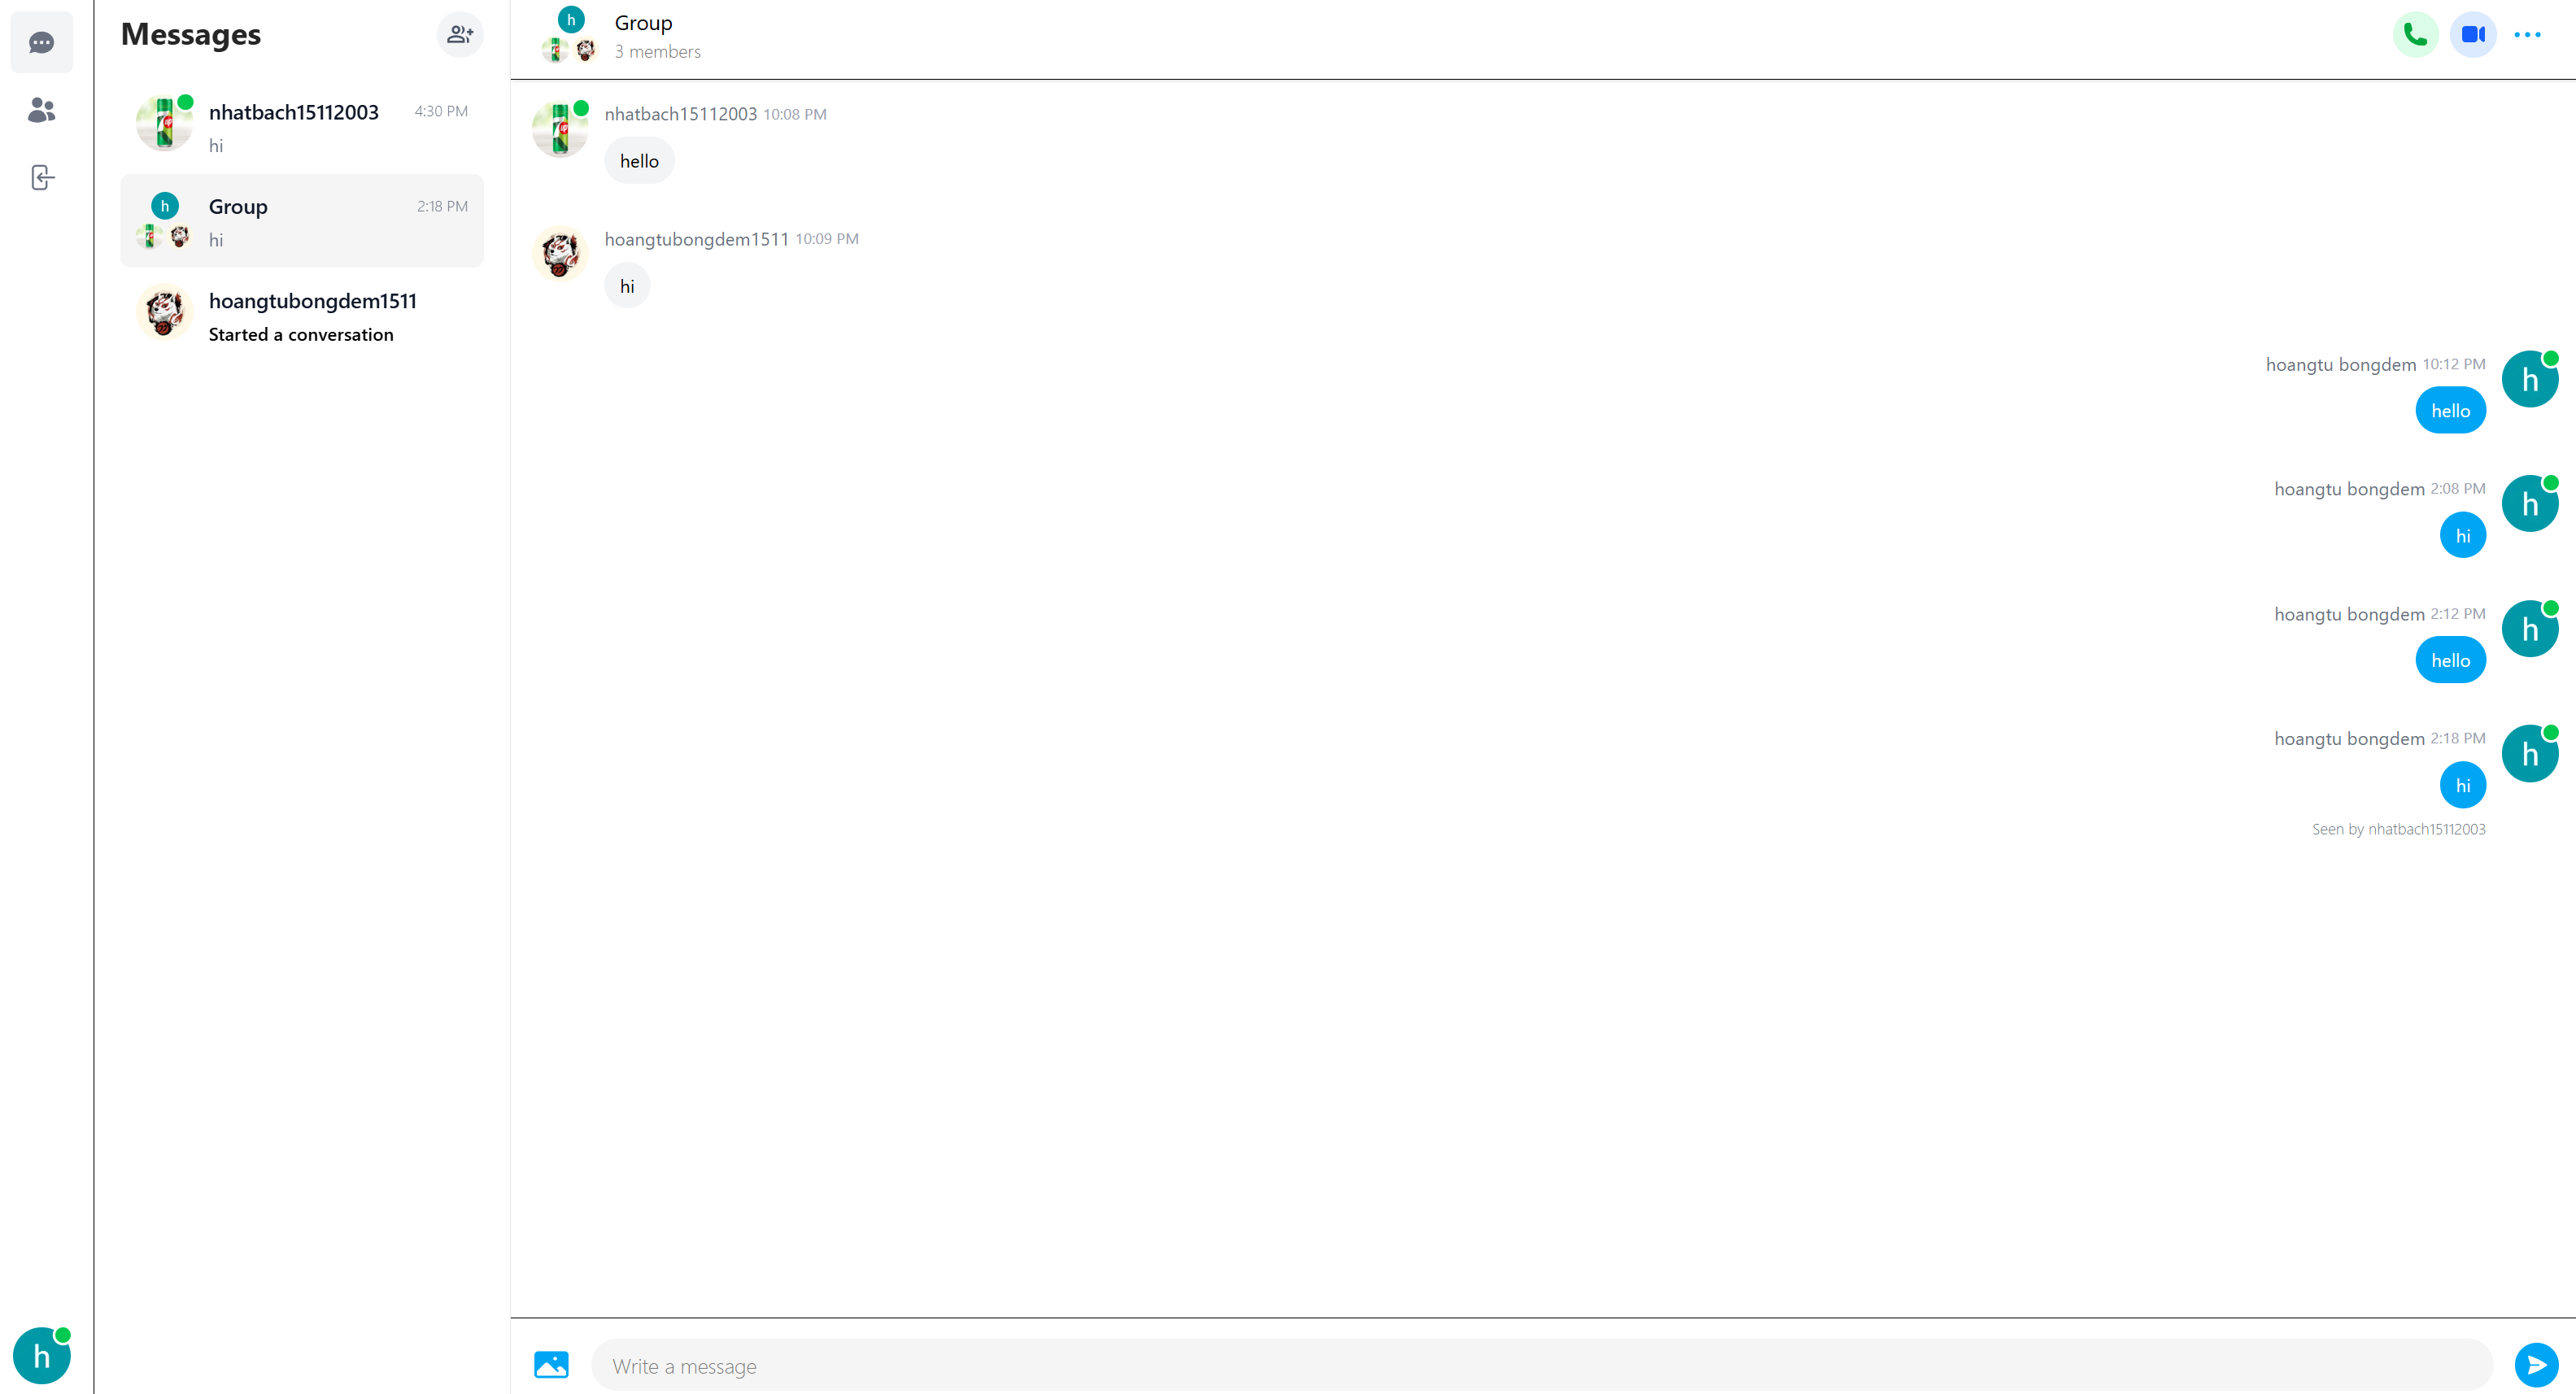 Messages
nhatbach15112003 4:30 PM
hi
h
Group 2:18 PM
hi
hoangtubongdem1511
Started a conversation
h
h
Group
3 members
nhatbach15112003 10:08 PM
hello
hoangtubongdem1511 10:09 PM
hi
hoangtu bongdem 10:12 PM
h
hello
hoangtu bongdem 2:08 PM
h
hi
hoangtu bongdem 2:12 PM
h
hello
hoangtu bongdem 2:18 PM
h
hi
Seen by nhatbach15112003
Write a message